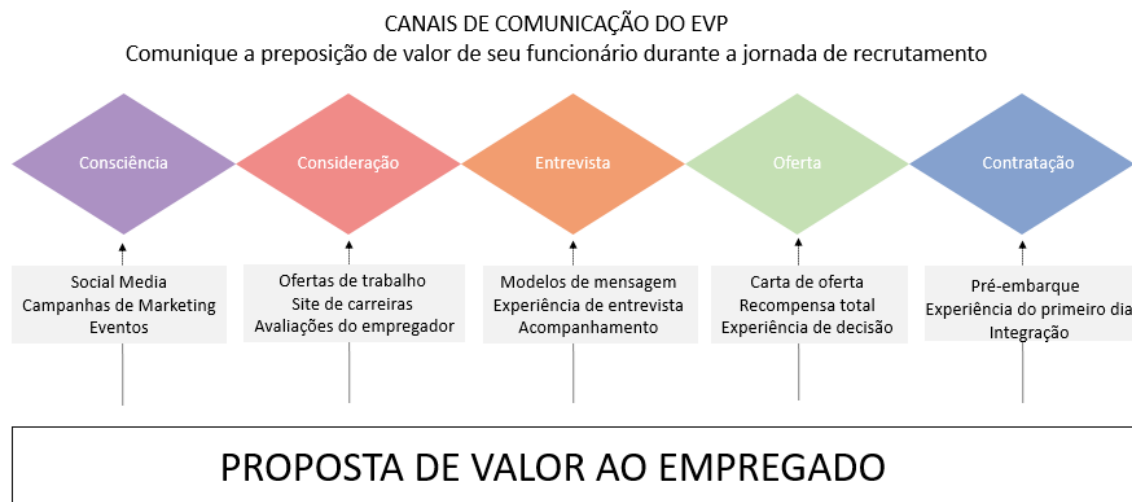 CANAIS DE COMUNICAÇÃO DO EVP
Comunique a preposição de valor de seu funcionário durante a jornada de recrutamento
Consciência
Consideração
Entrevista
Oferta
Contratação
Social Media
Campanhas de Marketing
Eventos
Ofertas de trabalho
Site de carreiras
Avaliações do empregador
Modelos de mensagem
Experiência de entrevista
Acompanhamento
Carta de oferta
Recompensa total
Experiência de decisão
Pré-embarque
Experiência do primeiro dia
Integração
PROPOSTA DE VALOR AO EMPREGADO